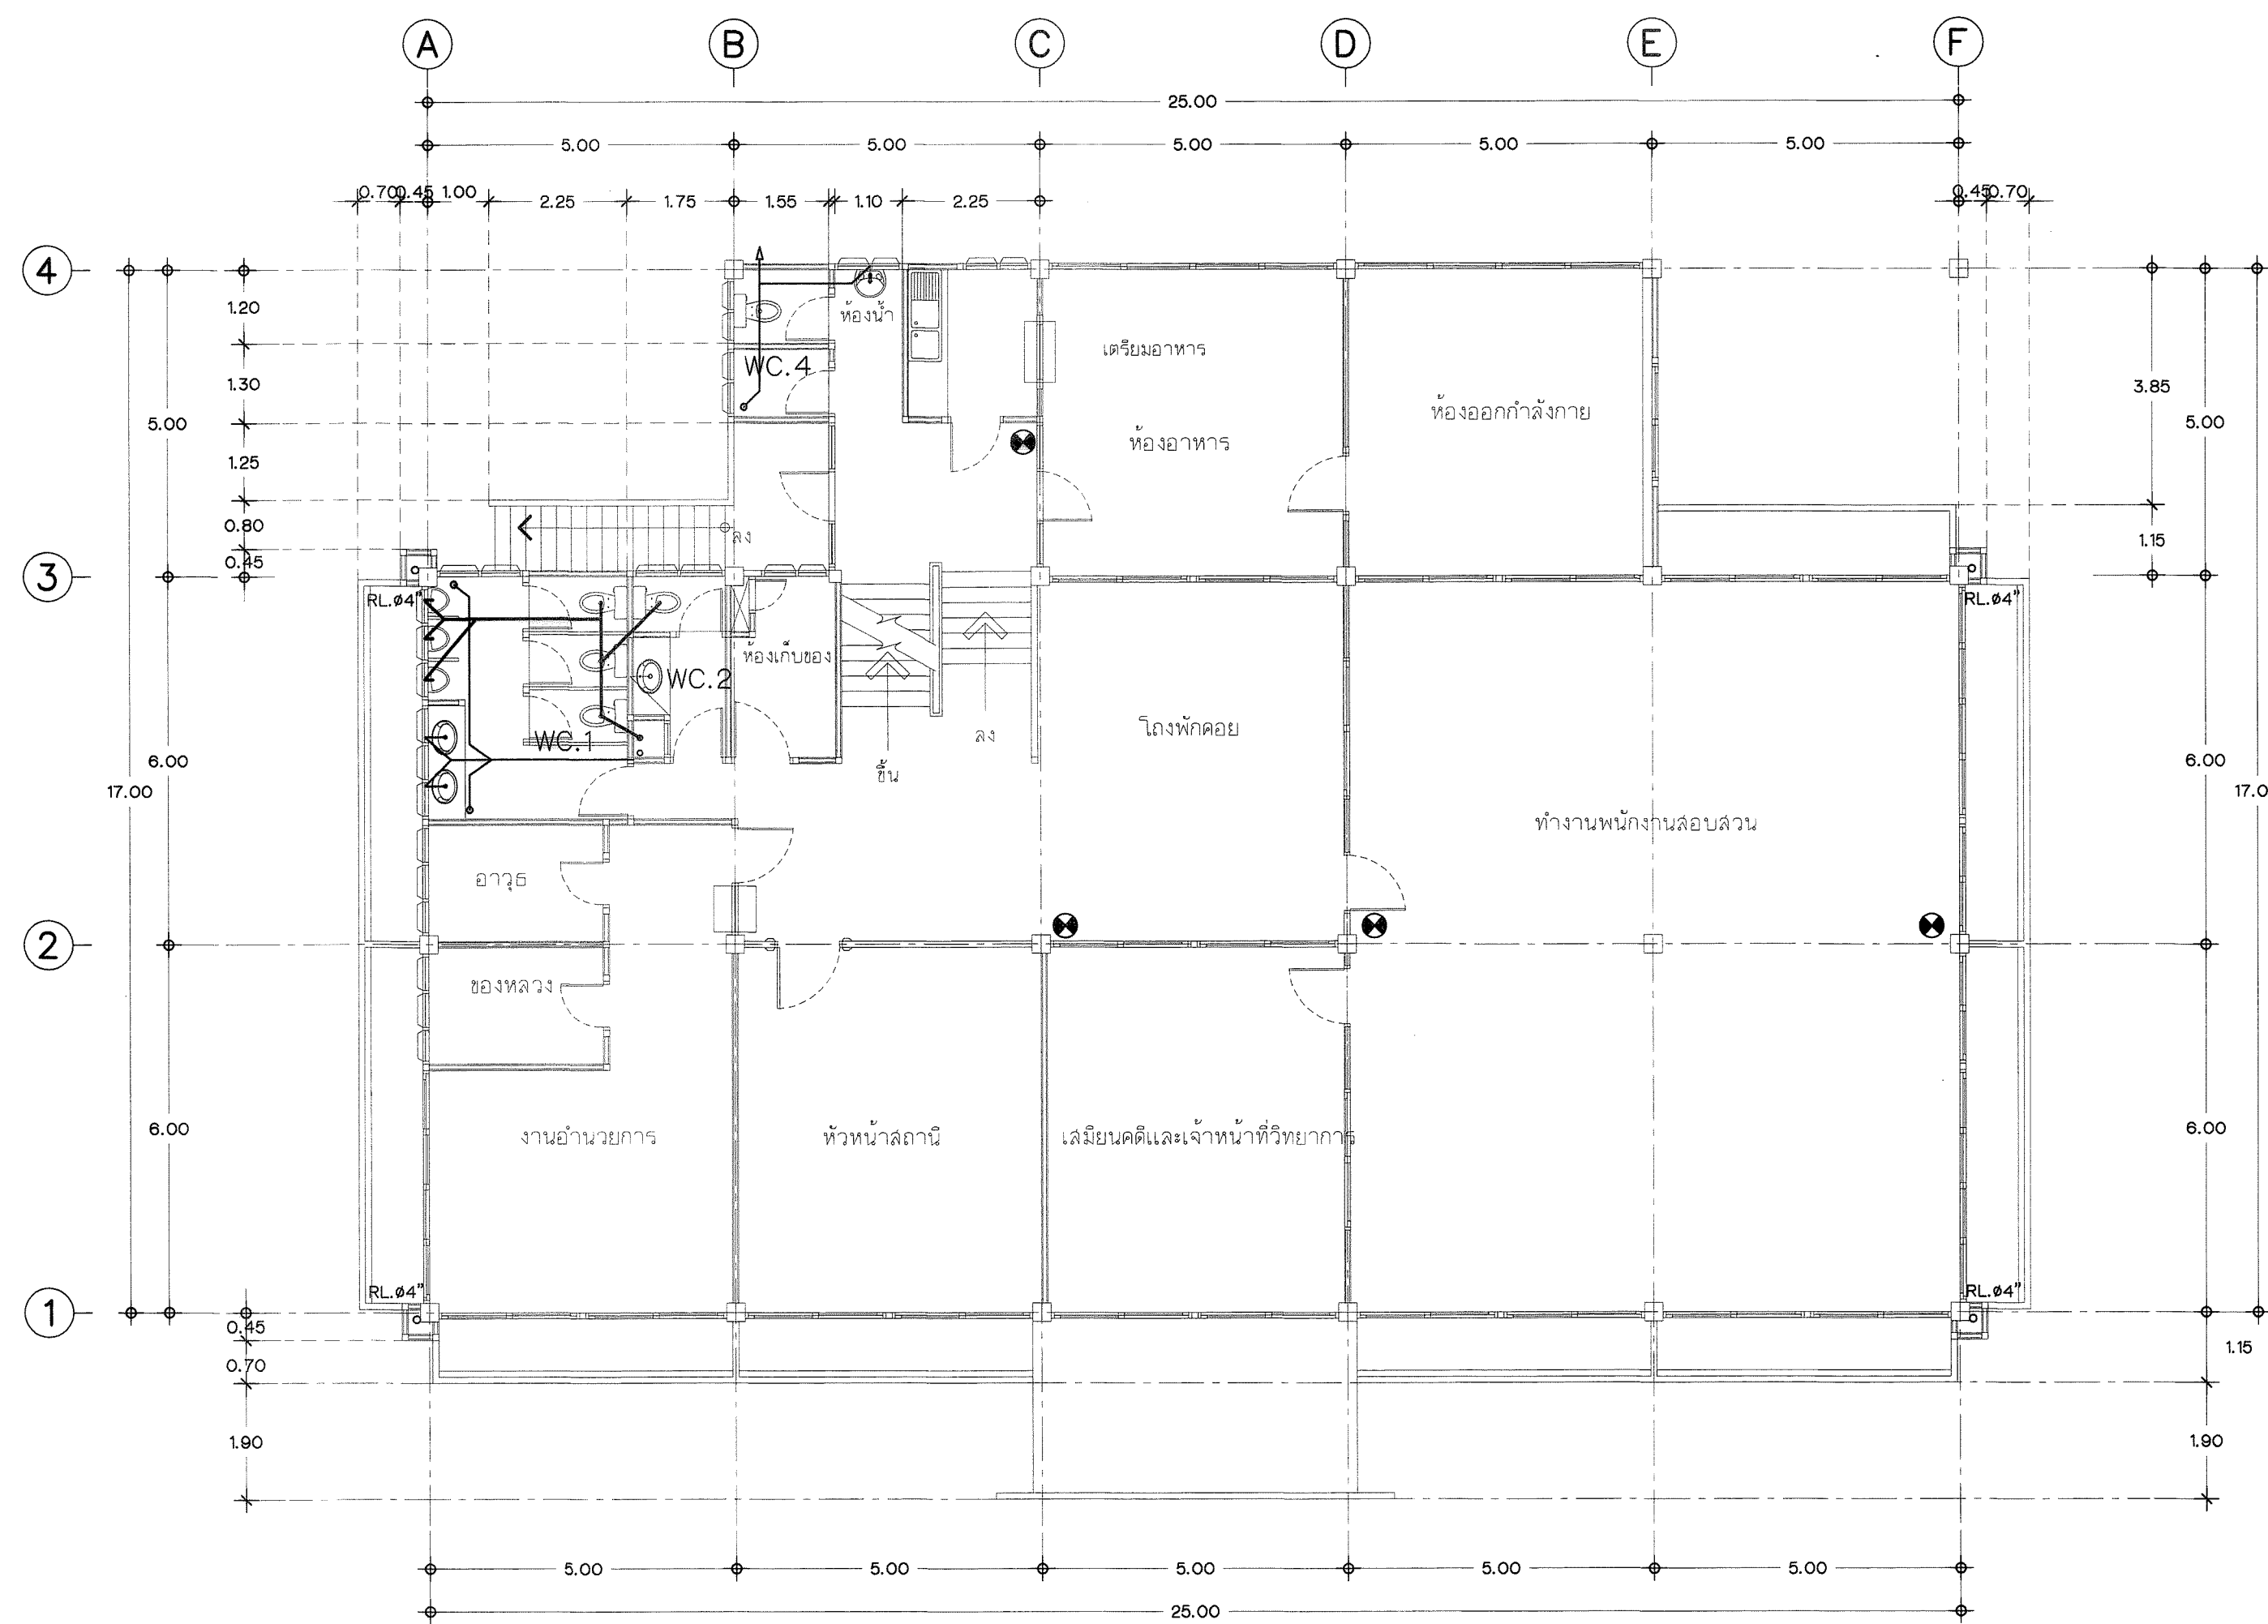 A B C D E F
25.00
5.00 5.00 5.00 5.00 5.00
0.70 0.45 1.00 2.25 1.75 1.55 1.10 2.25 0.45 0.70
4
1.20
ห้องน้ำ
เตรียมอาหาร
WC.4
1.30 3.85
ห้องออกกำลังกาย
5.00 5.00
ห้องอาหาร
1.25
0.80
ลง
1.15
0.45
3
RL.ø4" RL.ø4"
ห้องเก็บของ
WC.2
โถงพักคอย
ลง
WC.1
6.00 6.00
ขึ้น
17.00 17.0
ทำงานพนักงานสอบสวน
อาวุธ
2
ของหลวง
6.00 6.00
งานอำนวยการ หัวหน้าสถานี เสมียนคดีและเจ้าหน้าที่วิทยาการ
RL.ø4" RL.ø4"
1
0.45
1.15
0.70
1.90 1.90
5.00 5.00 5.00 5.00 5.00
25.00